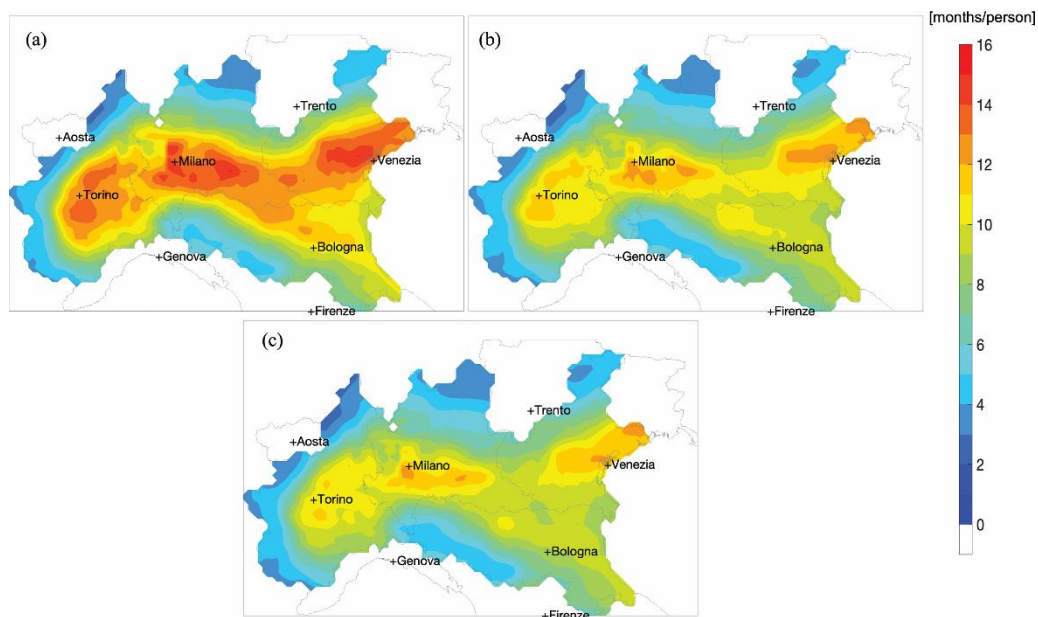 [months/person]
(a)
+Trento
+Aosta
+Milano
+Venezia
+Torino
+Bologna
+Genova
+Firenze
(b)
+Trento
+Aosta
+Milano
+Venezia
+Torino
+Bologna
+Genova
+Firenze
16
14
12
10
8
6
4
2
0
(c)
+Trento
+Aosta
+Milano
+Venezia
+Torino
+Bologna
+Genova
+Firenze